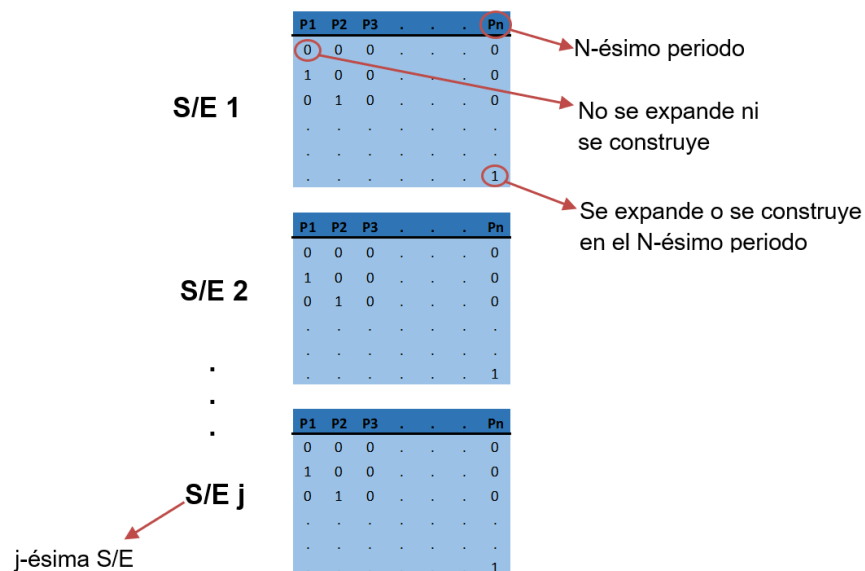 P1 P2 P3 . . . Pn
0 0 0 . . . 0
1 0 0 . . . 0
0 1 0 . . . 0
. . . . . . .
. . . . . . .
. . . . . . 1
S/E 1
N-ésimo periodo
No se expande ni
se construye
Se expande o se construye
en el N-ésimo periodo
P1 P2 P3 . . . Pn
0 0 0 . . . 0
1 0 0 . . . 0
0 1 0 . . . 0
. . . . . . .
. . . . . . .
. . . . . . 1
S/E 2
.
.
.
P1 P2 P3 . . . Pn
0 0 0 . . . 0
1 0 0 . . . 0
0 1 0 . . . 0
. . . . . . .
. . . . . . .
1
S/E j
j-ésima S/E